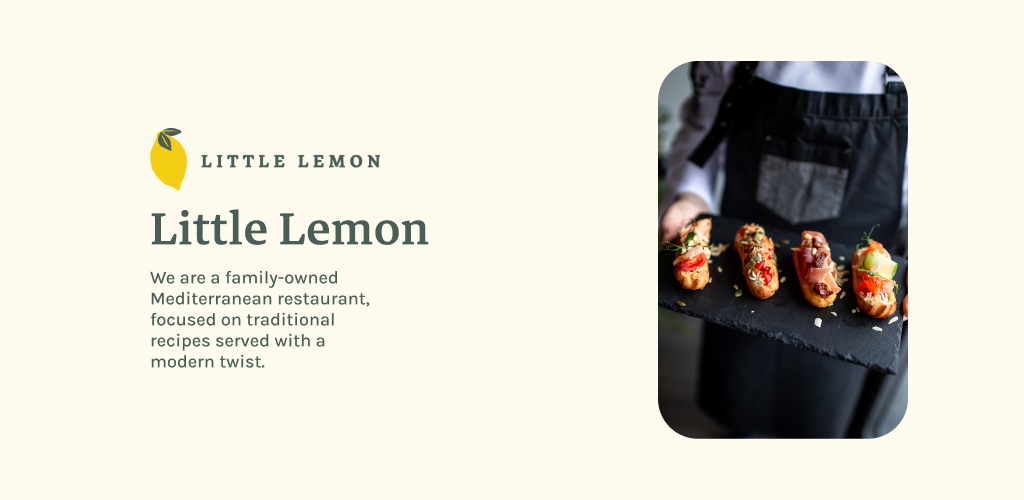 LITTLE LEMON
Little Lemon
We are a family-owned
Mediterranean restaurant,
focused on traditional
recipes served with a
modern twist.